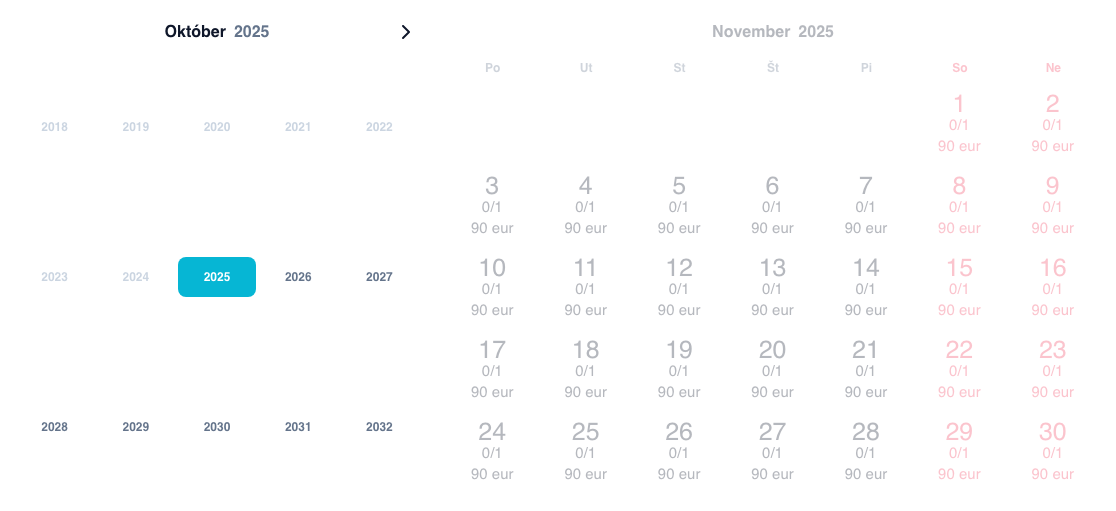 Október 2025
2018 2019 2020 2021 2022
2023 2024 2025 2026 2027
2028 2029 2030 2031 2032
November 2025
Po Ut St Št Pi So Ne
1 2
0/1 0/1
90 eur 90 eur
3 4 5 6 7 8 9
0/1 0/1 0/1 0/1 0/1 0/1 0/1
90 eur 90 eur 90 eur 90 eur 90 eur 90 eur 90 eur
10 11 12 13 14 15 16
0/1 0/1 0/1 0/1 0/1 0/1 0/1
90 eur 90 eur 90 eur 90 eur 90 eur 90 eur 90 eur
17 18 19 20 21 22 23
0/1 0/1 0/1 0/1 0/1 0/1 0/1
90 eur 90 eur 90 eur 90 eur 90 eur 90 eur 90 eur
24 25 26 27 28 29 30
0/1 0/1 0/1 0/1 0/1 0/1 0/1
90 eur 90 eur 90 eur 90 eur 90 eur 90 eur 90 eur